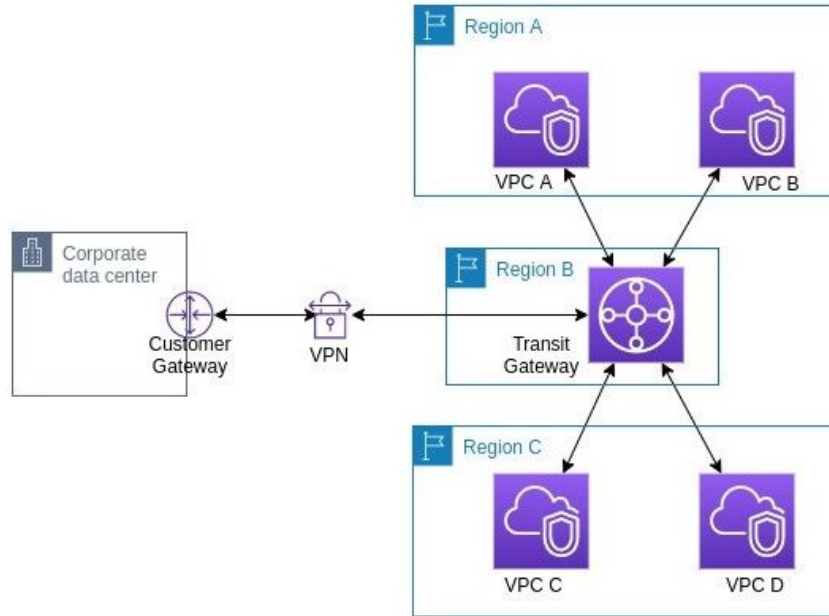 Region A
VPC A
VPC B
Corporate
data center
Region B
Customer
Gateway
VPN
Transit
Gateway
Region C
VPC C
VPC D